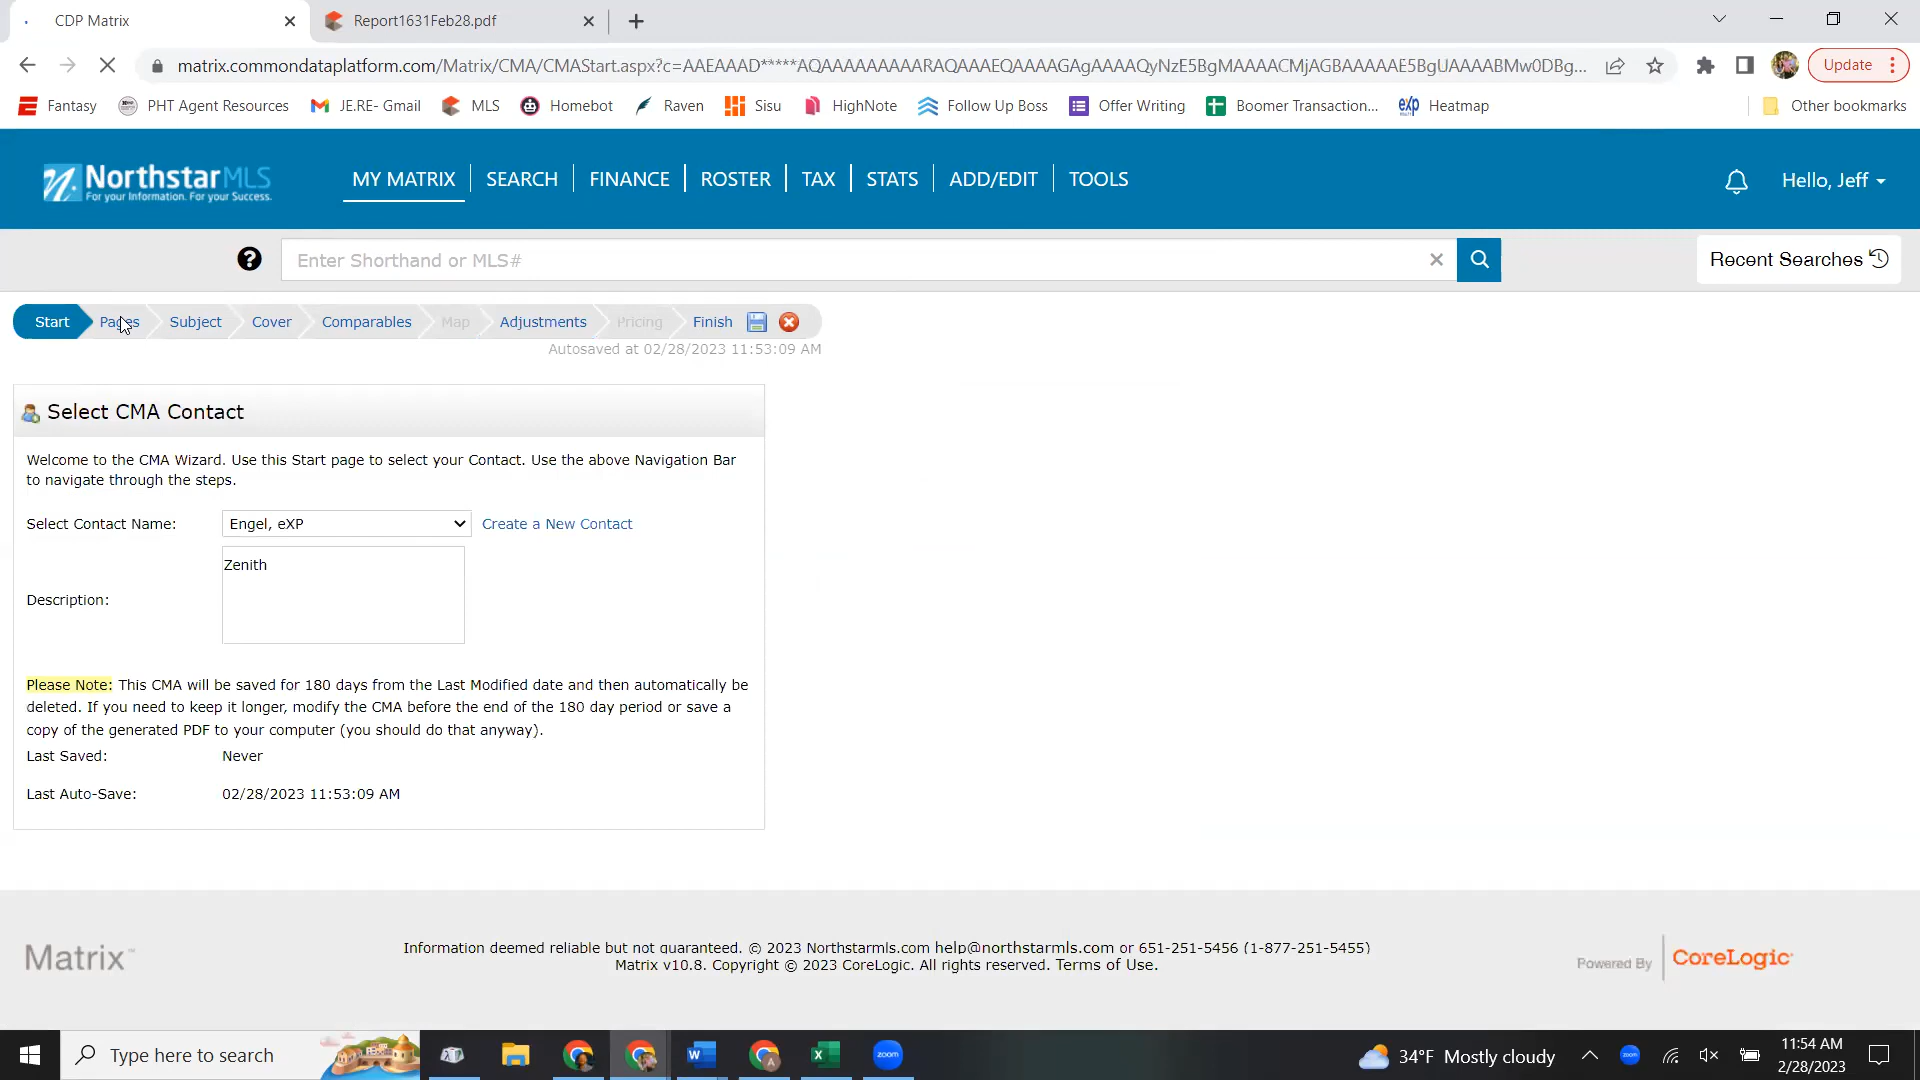 CDP Matrix
Report1631Feb28.pdf
matrix.commondataplatform.com/Matrix/CMA/CMAStart.aspx?c=AAEAAAD*****AQAAAAAAAAARAQAAAEQAAAAGAgAAAAQyNzE5BgMAAAACMjAGBAAAAAE5BgUAAAABMw0DBg...
Update
Fantasy
PHT Agent Resources
JE.RE- Gmail
MLS
Homebot
Raven
Sisu
HighNote
Follow Up Boss
Offer Writing
Boomer Transaction...
eXp
Heatmap
Other bookmarks
NorthstarMLS
For your Information. For your Success.
MY MATRIX
SEARCH
FINANCE
ROSTER
TAX
STATS
ADD/EDIT
TOOLS
Hello, Jeff
?
Enter Shorthand or MLS#
Recent Searches
Start
Pages
Subject
Cover
Comparables
Map
Adjustments
Pricing
Finish
Autosaved at 02/28/2023 11:53:09 AM
Select CMA Contact
Welcome to the CMA Wizard. Use this Start page to select your Contact. Use the above Navigation Bar
to navigate through the steps.
Select Contact Name:
Engel, eXP
Create a New Contact
Zenith
Description:
Please Note: This CMA will be saved for 180 days from the Last Modified date and then automatically be
deleted. If you need to keep it longer, modify the CMA before the end of the 180 day period or save a
copy of the generated PDF to your computer (you should do that anyway).
Last Saved: Never
Last Auto-Save: 02/28/2023 11:53:09 AM
Matrix™
Information deemed reliable but not guaranteed. © 2023 Northstarmls.com help@northstarmls.com or 651-251-5456 (1-877-251-5455)
Matrix v10.8. Copyright © 2023 CoreLogic. All rights reserved. Terms of Use.
Powered By
CoreLogic
Type here to search
zoom
34°F Mostly cloudy
zoom
11:54 AM
2/28/2023